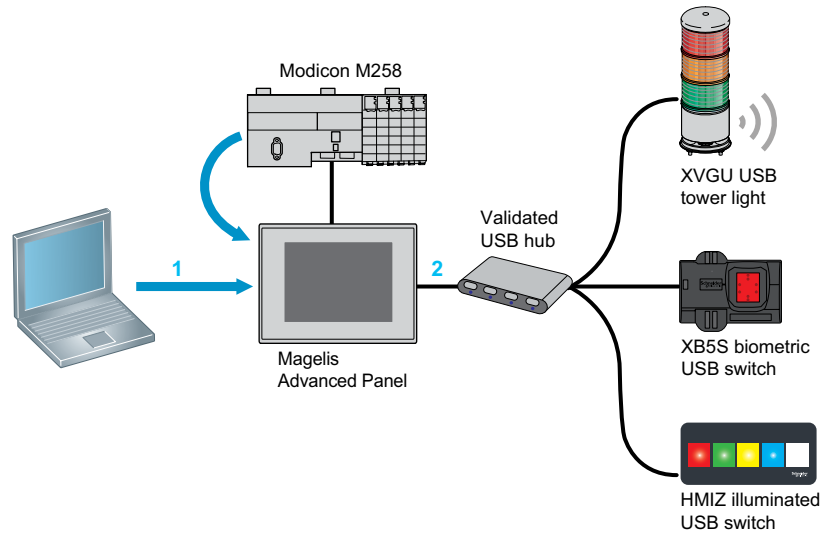 Modicon M258
XVGU USB
tower light
Validated
USB hub
1
2
XB5S biometric
USB switch
Magelis
Advanced Panel
HMIZ illuminated
USB switch